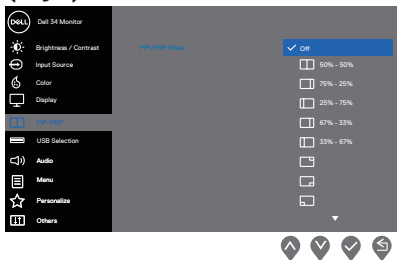 DELL
Dell 34 Monitor
Brightness / Contrast
Input Source
Color
Display
PIP/PBP
USB Selection
Audio
Menu
Personalize
Others
PIP/PBP Mode
Off
50% - 50%
75% - 25%
25% - 75%
67% - 33%
33% - 67%